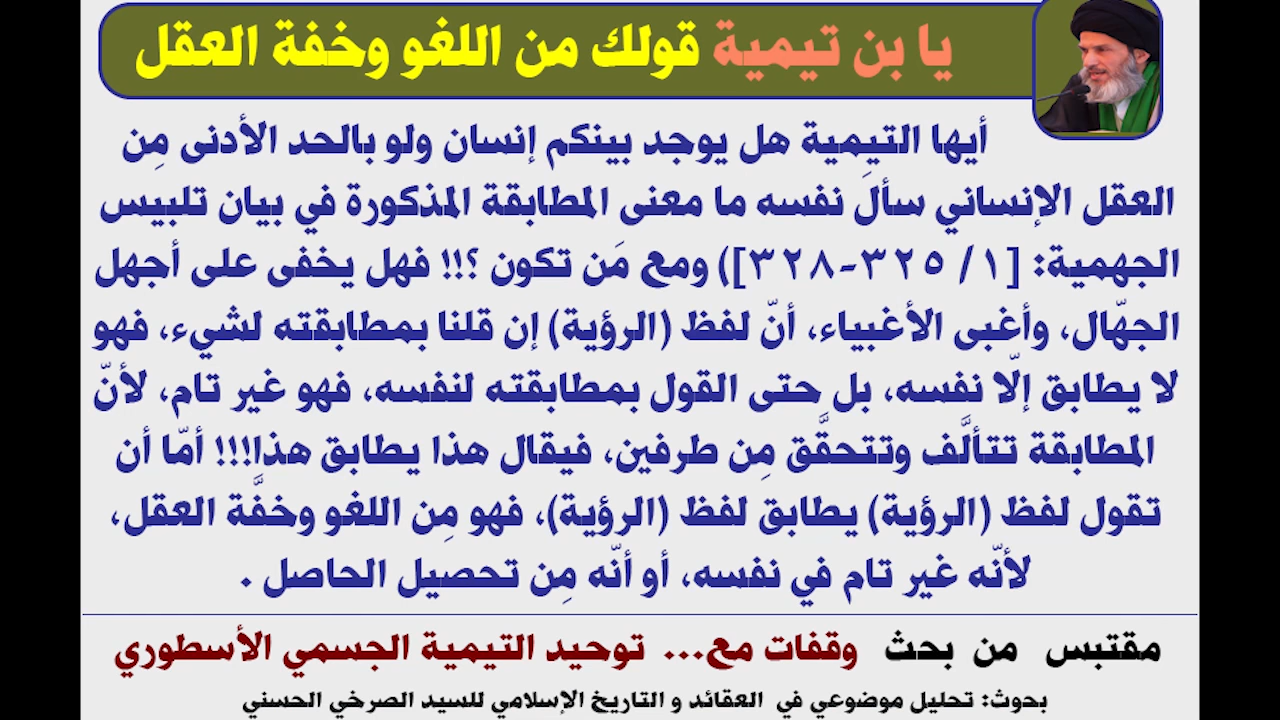 يا بن تيمية قولك من اللغو وخفة العقل
أيها التيمية هل يوجد بينكم إنسان ولو بالحد الأدنى مِن
العقل الإنساني سألَ نفسه ما معنى المطابقة المذكورة في بيان تلبيس
الجهمية: [١/ ٣٢٥-٣٢٨]) ومع مَن تكون ؟!! فهل يخفى على أجهل
الجهّال، وأغبى الأغبياء، أنّ لفظ (الرؤية) إن قلنا بمطابقته لشيء، فهو
لا يطابق إلّا نفسه، بل حتى القول بمطابقته لنفسه، فهو غير تام، لأنّ
المطابقة تتألَّف وتتحقَّق مِن طرفين، فيقال هذا يطابق هذا!!! أمّا أن
تقول لفظ (الرؤية) يطابق لفظ (الرؤية)، فهو مِن اللغو وخفَّة العقل،
لأنّه غير تام في نفسه، أو أنّه مِن تحصيل الحاصل .
مقتبس من بحث وقفات مع... توحيد التيمية الجسمي الأسطوري
بحوث: تحليل موضوعي في العقائد و التاريخ الإسلامي للسيد الصرخي الحسني